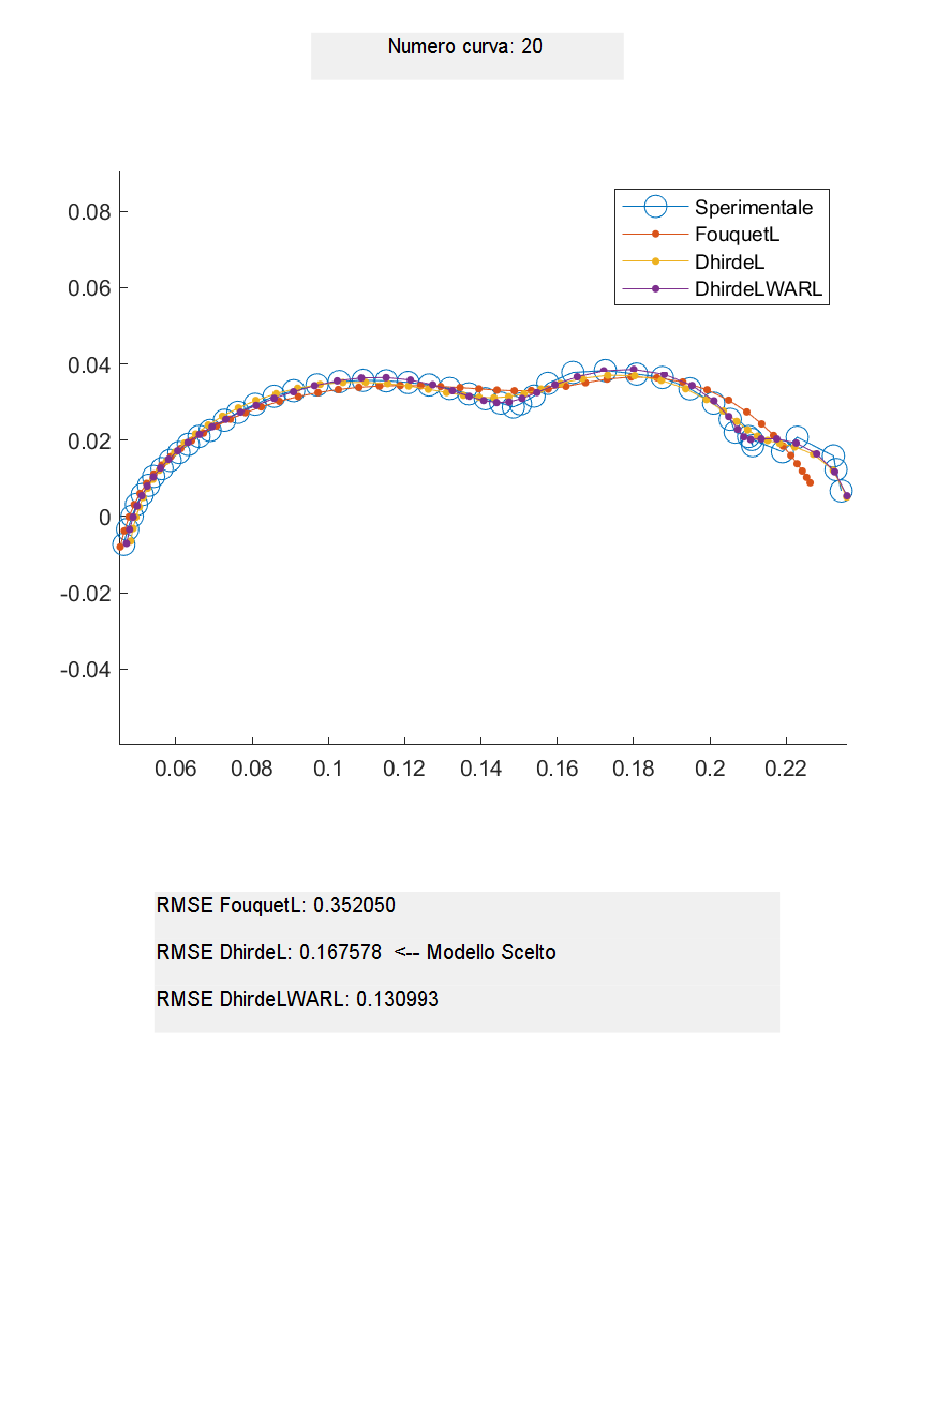 Numero curva: 20
Sperimentale
FouquetL
DhirdeL
DhirdeLWARL
0.08
0.06
0.04
0.02
0
-0.02
-0.04
0.06 0.08 0.1 0.12 0.14 0.16 0.18 0.2 0.22
RMSE FouquetL: 0.352050
RMSE DhirdeL: 0.167578 <-- Modello Scelto
RMSE DhirdeLWARL: 0.130993